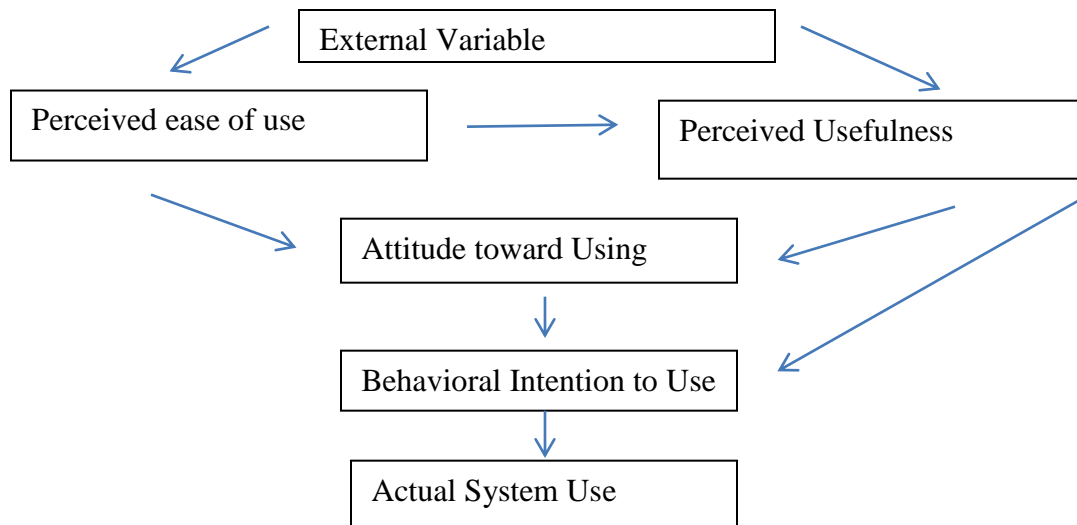 External Variable
Perceived ease of use
Perceived Usefulness
Attitude toward Using
Behavioral Intention to Use
Actual System Use